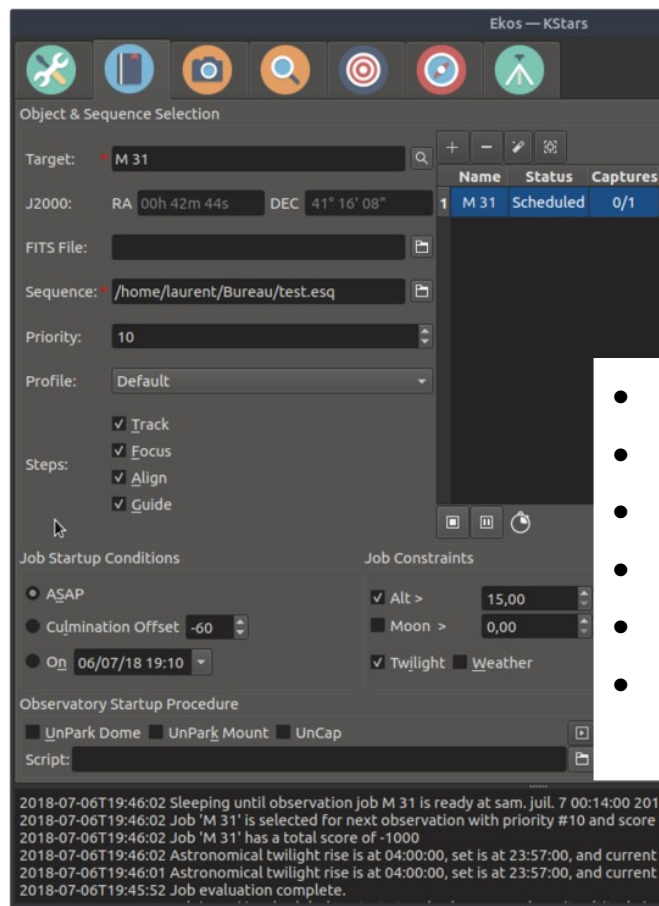 Ekos — KStars
Object & Sequence Selection
Target: * M 31
J2000: RA 00h 42m 44s DEC 41° 16' 08"
FITS File:
Sequence: * /home/laurent/Bureau/test.esq
Priority: 10
Profile: Default
Steps:
Track
Focus
Align
Guide
Name Status Captures
1 M 31 Scheduled 0/1
Job Startup Conditions
ASAP
Culmination Offset -60
On 06/07/18 19:10
Job Constraints
Alt > 15,00
Moon > 0,00
Twilight Weather
Observatory Startup Procedure
UnPark Dome UnPark Mount UnCap
Script:
2018-07-06T19:46:02 Sleeping until observation job M 31 is ready at sam. juil. 7 00:14:00 201
2018-07-06T19:46:02 Job 'M 31' is selected for next observation with priority #10 and score
2018-07-06T19:46:02 Job 'M 31' has a total score of -1000
2018-07-06T19:46:02 Astronomical twilight rise is at 04:00:00, set is at 23:57:00, and current
2018-07-06T19:46:01 Astronomical twilight rise is at 04:00:00, set is at 23:57:00, and current
2018-07-06T19:45:52 Job evaluation complete.